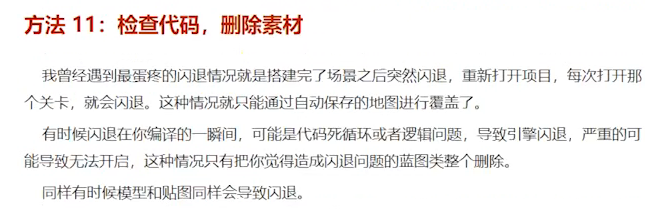 方法 11：检查代码，删除素材
我曾经遇到最蛋疼的闪退情况就是搭建完了场景之后突然闪退，重新打开项目，每次打开那
个关卡，就会闪退。这种情况就只能通过自动保存的地图进行覆盖了。
有时候闪退在你编译的一瞬间，可能是代码死循环或者逻辑问题，导致引擎闪退，严重的可
能导致无法开启，这种情况只有把你觉得造成闪退问题的蓝图类整个删除。
同样有时候模型和贴图同样会导致闪退。